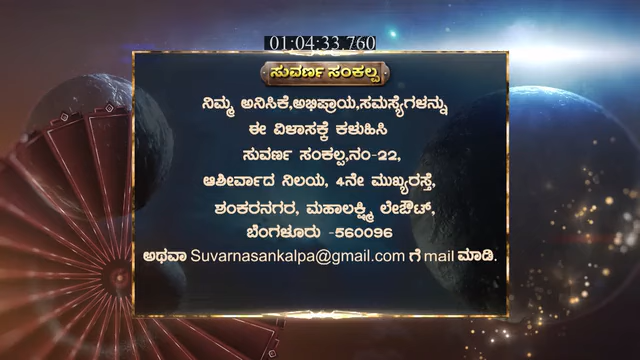 01:04:33.760
ಸುವರ್ಣ ಸಂಕಲ್ಪ
ನಿಮ್ಮ ಅನಿಸಿಕೆ,ಅಭಿಪ್ರಾಯ,ಸಮಸ್ಯೆಗಳನ್ನು
ಈ ವಿಳಾಸಕ್ಕೆ ಕಳುಹಿಸಿ
ಸುವರ್ಣ ಸಂಕಲ್ಪ,ನಂ-22,
ಆಶೀರ್ವಾದ ನಿಲಯ, 4ನೇ ಮುಖ್ಯರಸ್ತೆ,
ಶಂಕರನಗರ, ಮಹಾಲಕ್ಷ್ಮಿ ಲೇಔಟ್,
ಬೆಂಗಳೂರು -560096
ಅಥವಾ Suvarnasankalpa@gmail.com ಗೆ mail ಮಾಡಿ.